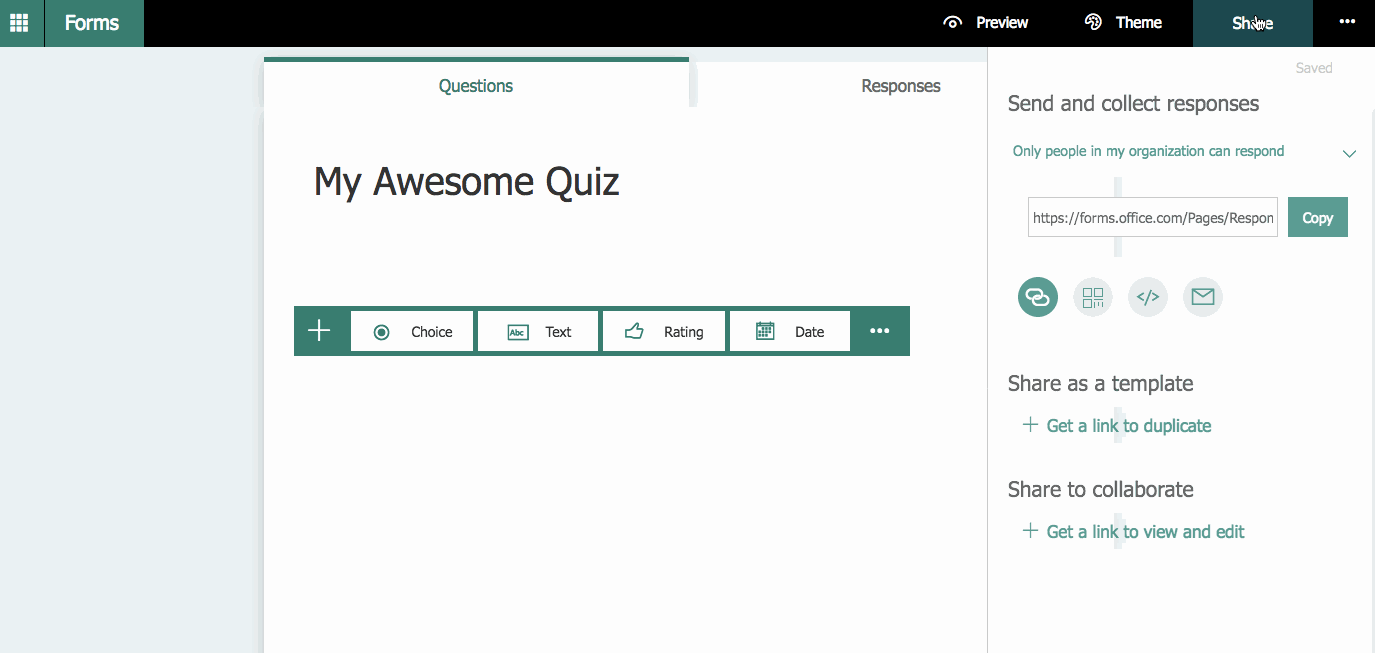 Forms
Preview
Theme
Share
Saved
Questions
Responses
Send and collect responses
Only people in my organization can respond
My Awesome Quiz
https://forms.office.com/Pages/Respon
Copy
Choice
Abc
Text
Rating
Date
Share as a template
Get a link to duplicate
Share to collaborate
Get a link to view and edit